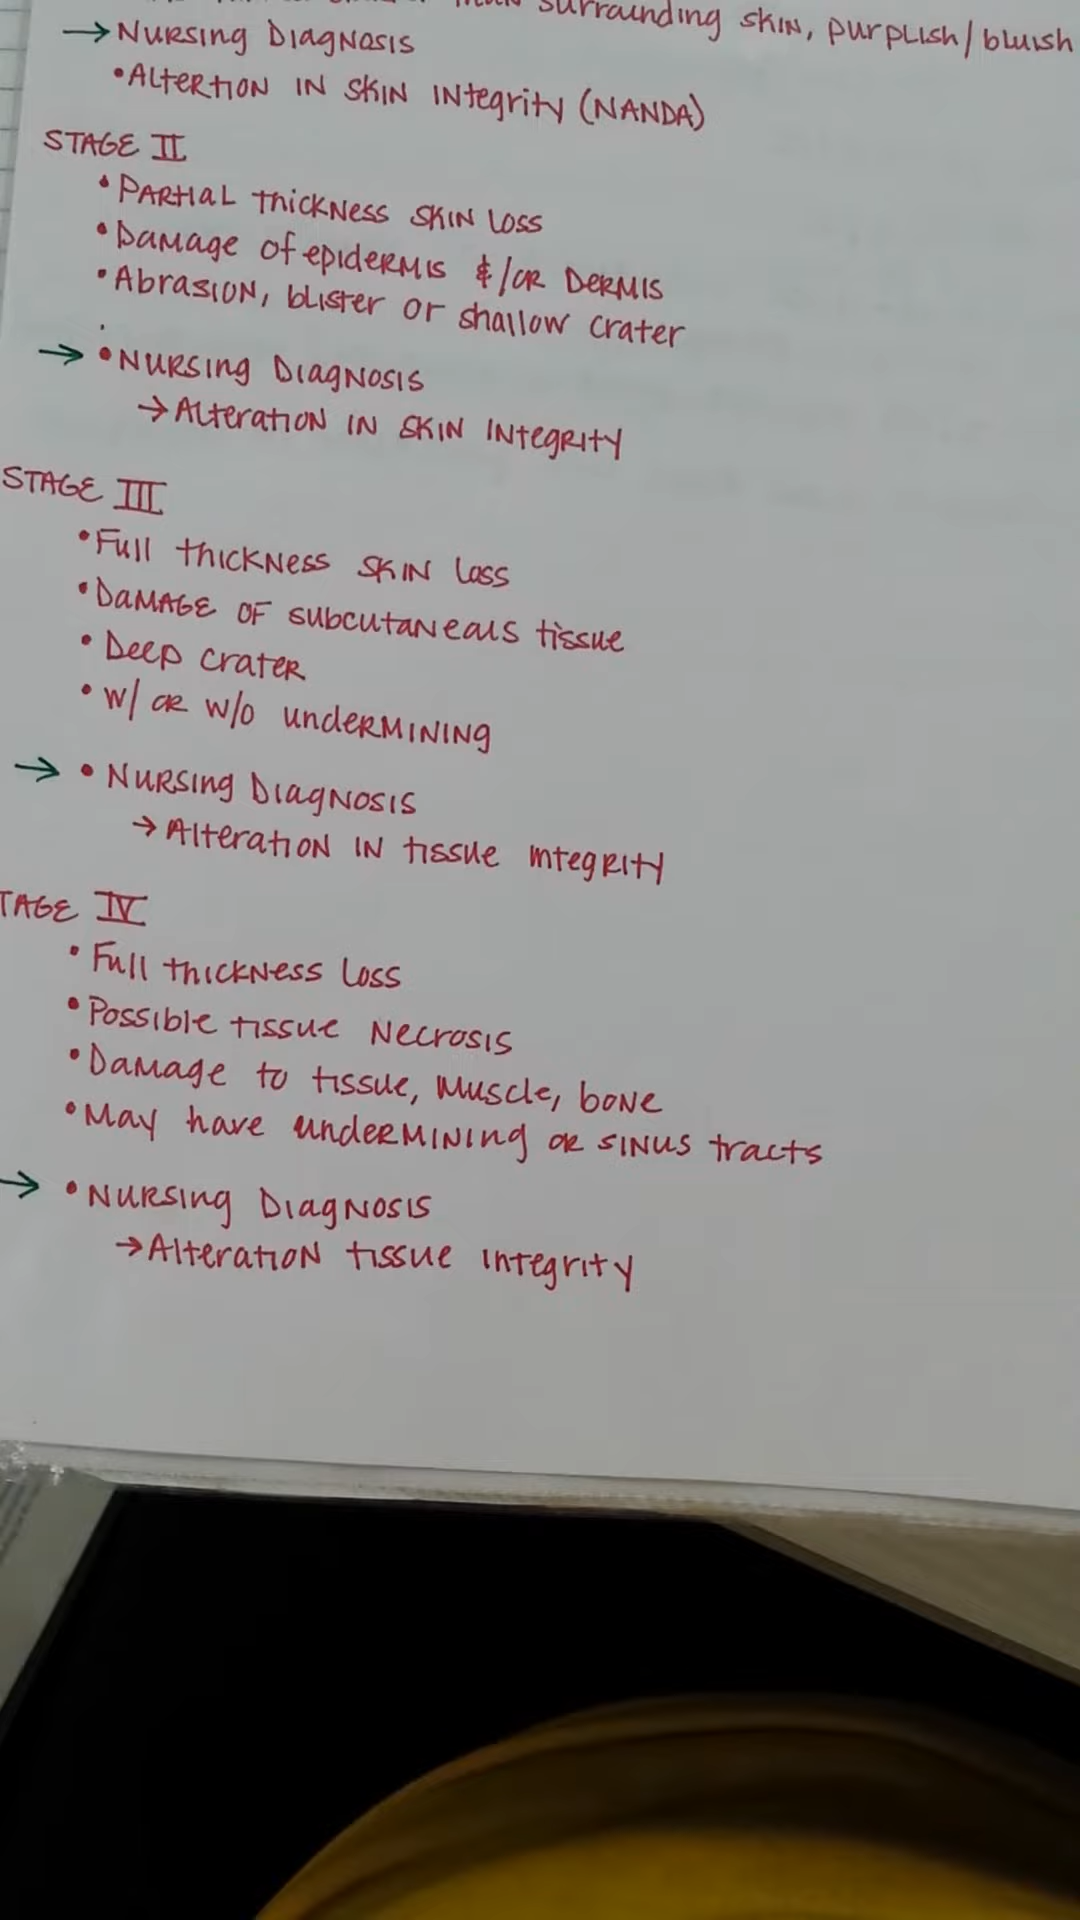 than surrounding skin, purplish/bluish
→ Nursing Diagnosis
• Altertion in skin integrity (NANDA)
STAGE II
• Partial thickness skin loss
• Damage of epidermis &/or Dermis
• Abrasion, blister or shallow crater
•
→ • Nursing Diagnosis
→ Alteration in skin integrity
STAGE III
• Full thickness skin loss
• Damage of subcutaneous tissue
• Deep crater
• w/ or w/o undermining
→ • Nursing Diagnosis
→ Alteration in tissue integrity
TAGE IV
• Full thickness loss
• Possible tissue necrosis
• Damage to tissue, muscle, bone
• May have undermining or sinus tracts
→ • Nursing Diagnosis
→ Alteration tissue integrity